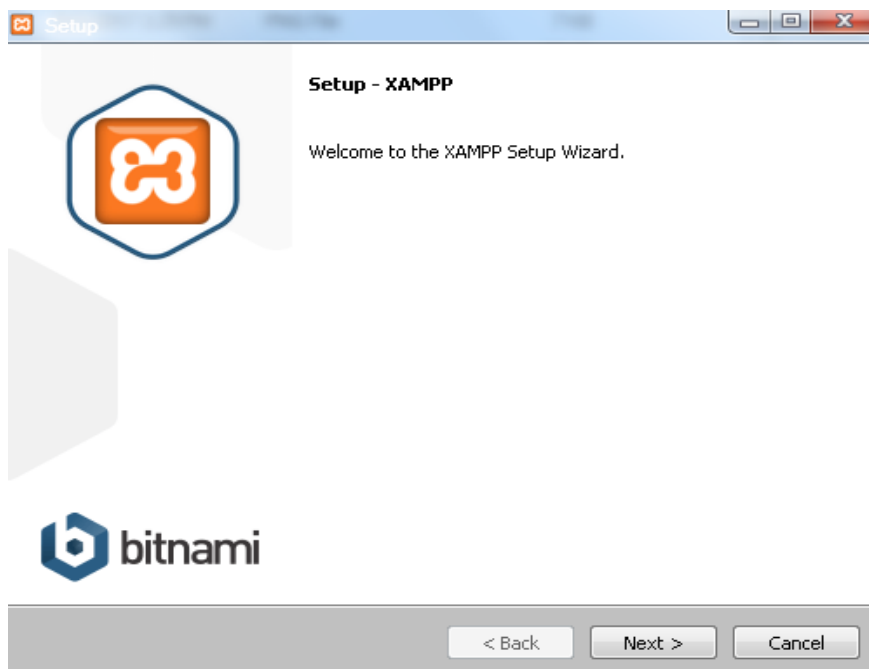 Setup
Setup - XAMPP
Welcome to the XAMPP Setup Wizard.
bitnami
< Back
Next >
Cancel